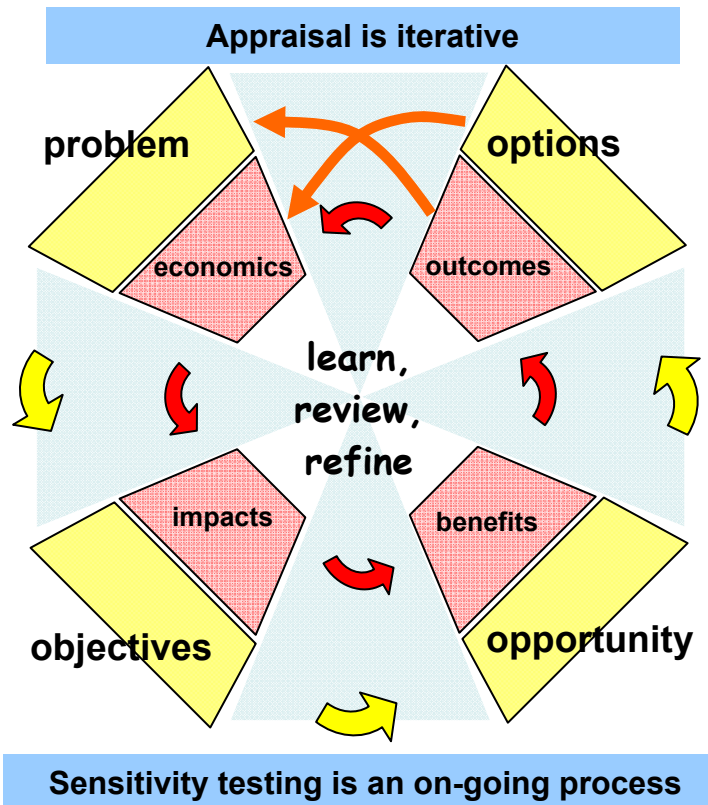 Appraisal is iterative
problem
options
economics
outcomes
learn,
review,
refine
impacts
benefits
objectives
opportunity
Sensitivity testing is an on-going process